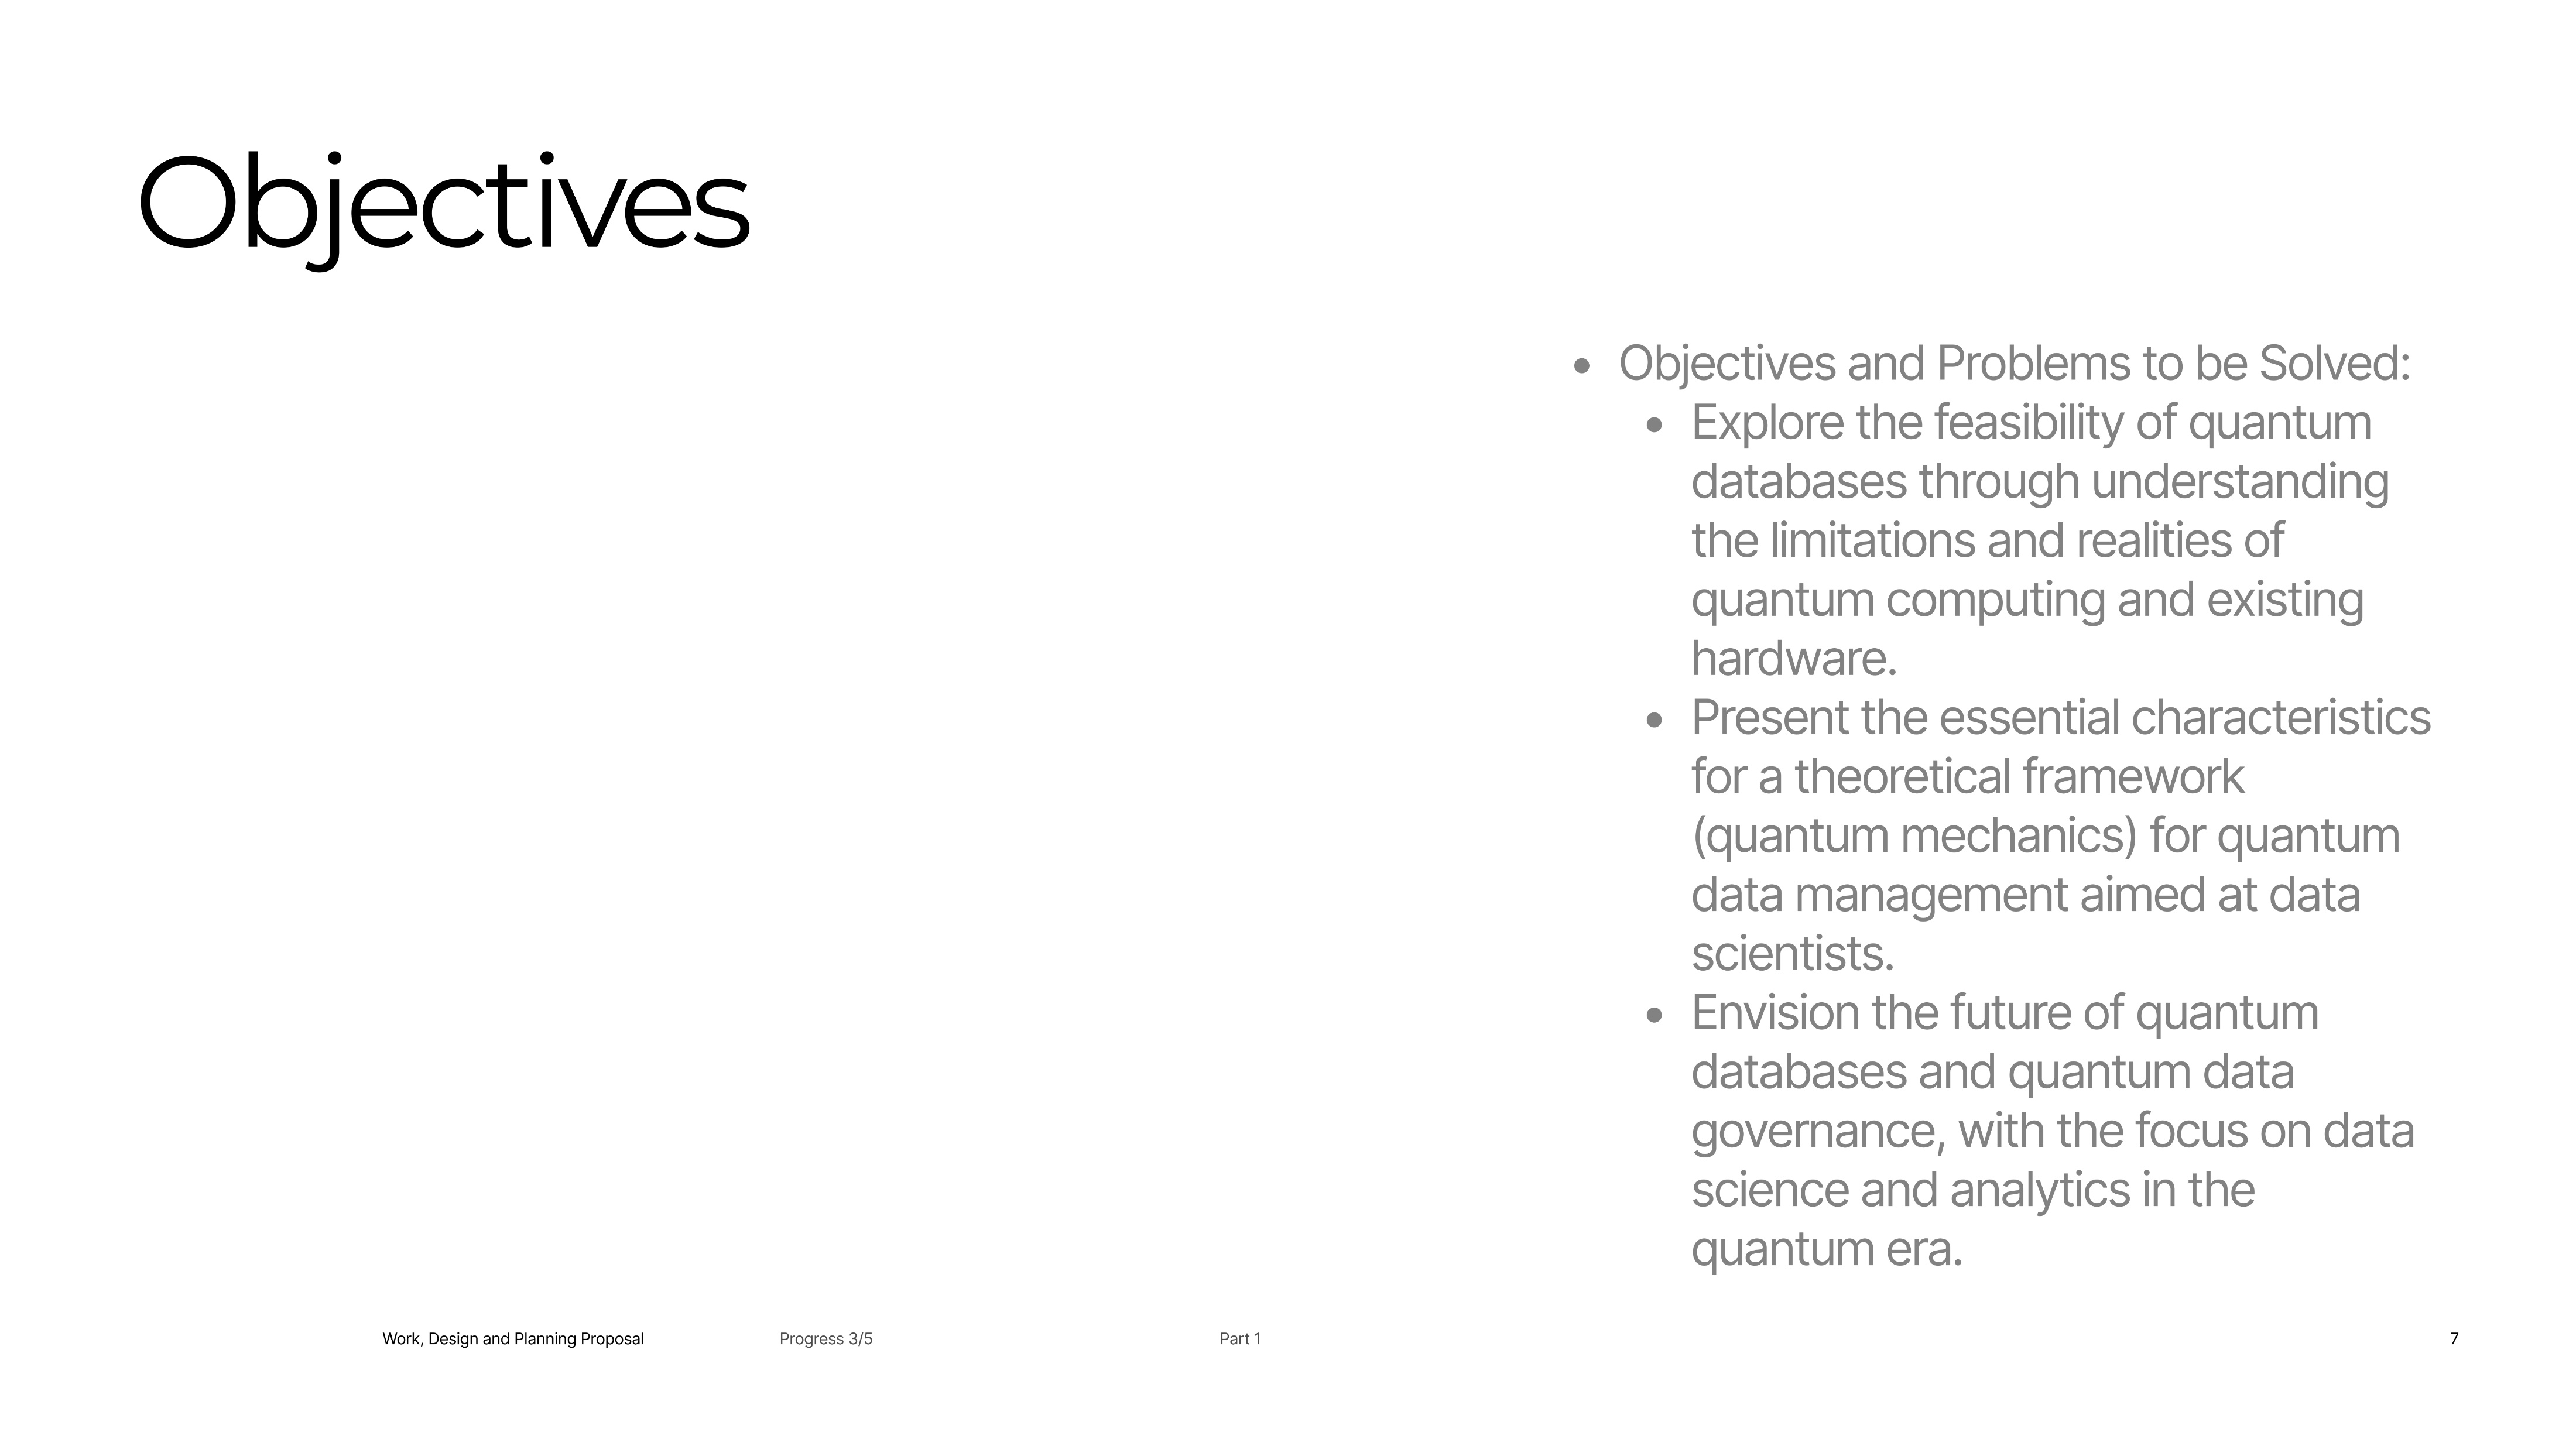 Objectives
• Objectives and Problems to be Solved:
• Explore the feasibility of quantum
databases through understanding
the limitations and realities of
quantum computing and existing
hardware.
• Present the essential characteristics
for a theoretical framework
(quantum mechanics) for quantum
data management aimed at data
scientists.
• Envision the future of quantum
databases and quantum data
governance, with the focus on data
science and analytics in the
quantum era.
Work, Design and Planning Proposal
Progress 3/5
Part 1
7